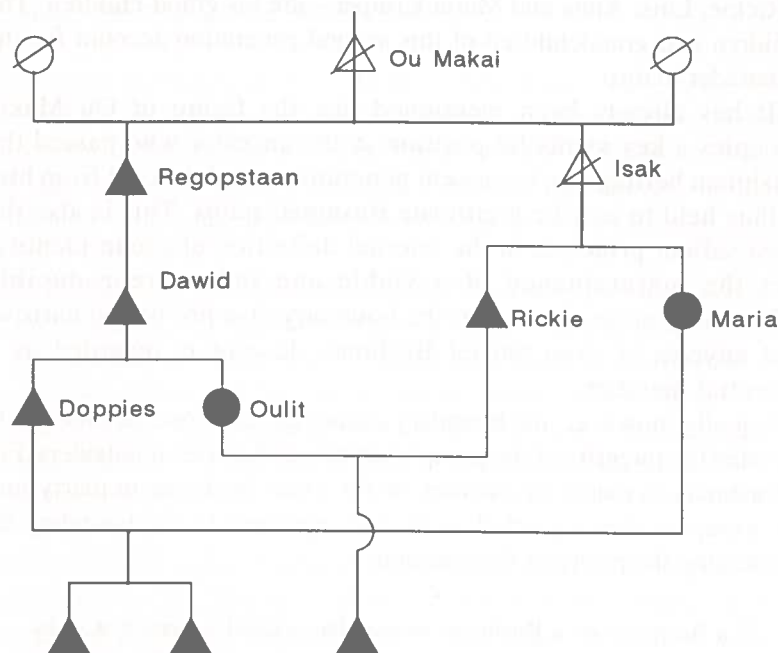 Ou Makai
Regopstaan
Isak
Dawid
Rickie
Maria
Doppies
Oulit